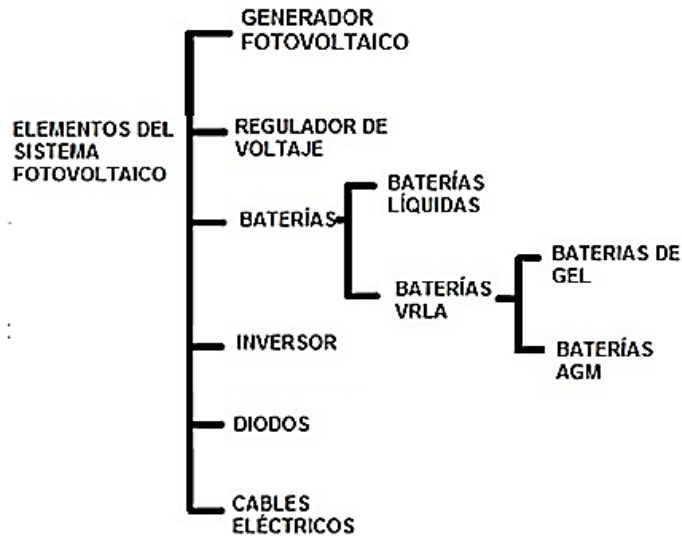 GENERADOR
FOTOVOLTAICO
ELEMENTOS DEL
SISTEMA
FOTOVOLTAICO
REGULADOR DE
VOLTAJE
BATERÍAS
BATERÍAS
LÍQUIDAS
BATERÍAS
VRLA
BATERIAS DE
GEL
BATERÍAS
AGM
INVERSOR
DIODOS
CABLES
ELÉCTRICOS